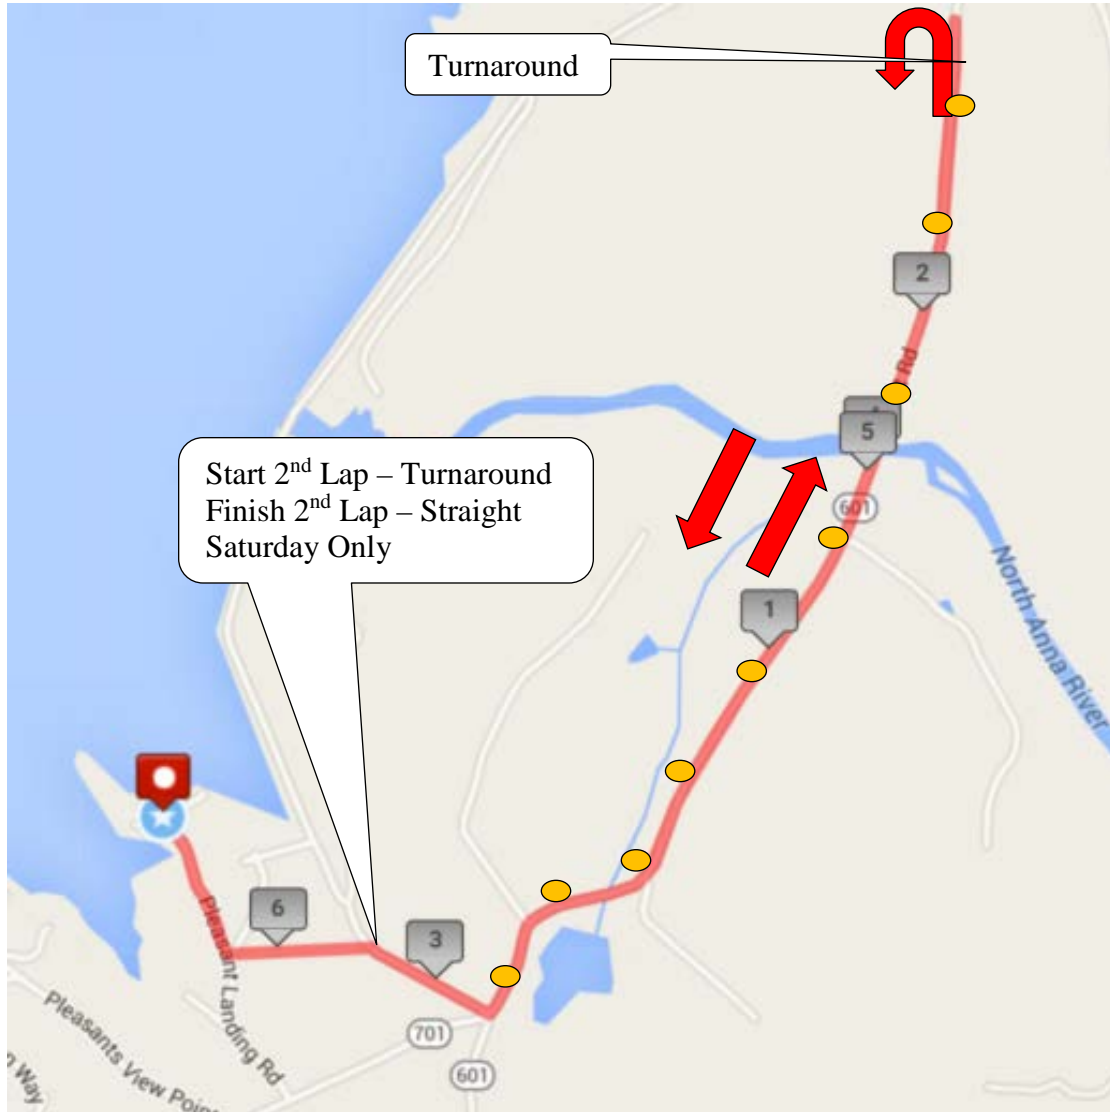 Turnaround
2
Rd
5
Start 2nd Lap – Turnaround
Finish 2nd Lap – Straight
Saturday Only
601
North Anna River
1
6
3
Pleasant Landing Rd
701
601
Pleasants View Poin
Way